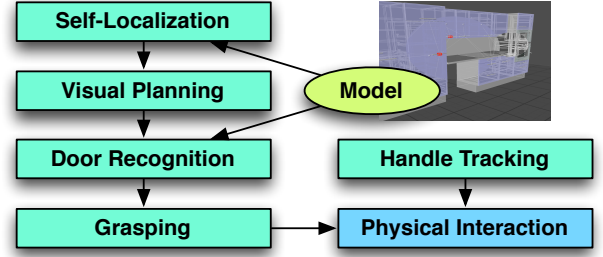 Self-Localization
Visual Planning
Model
Door Recognition
Handle Tracking
Grasping
Physical Interaction